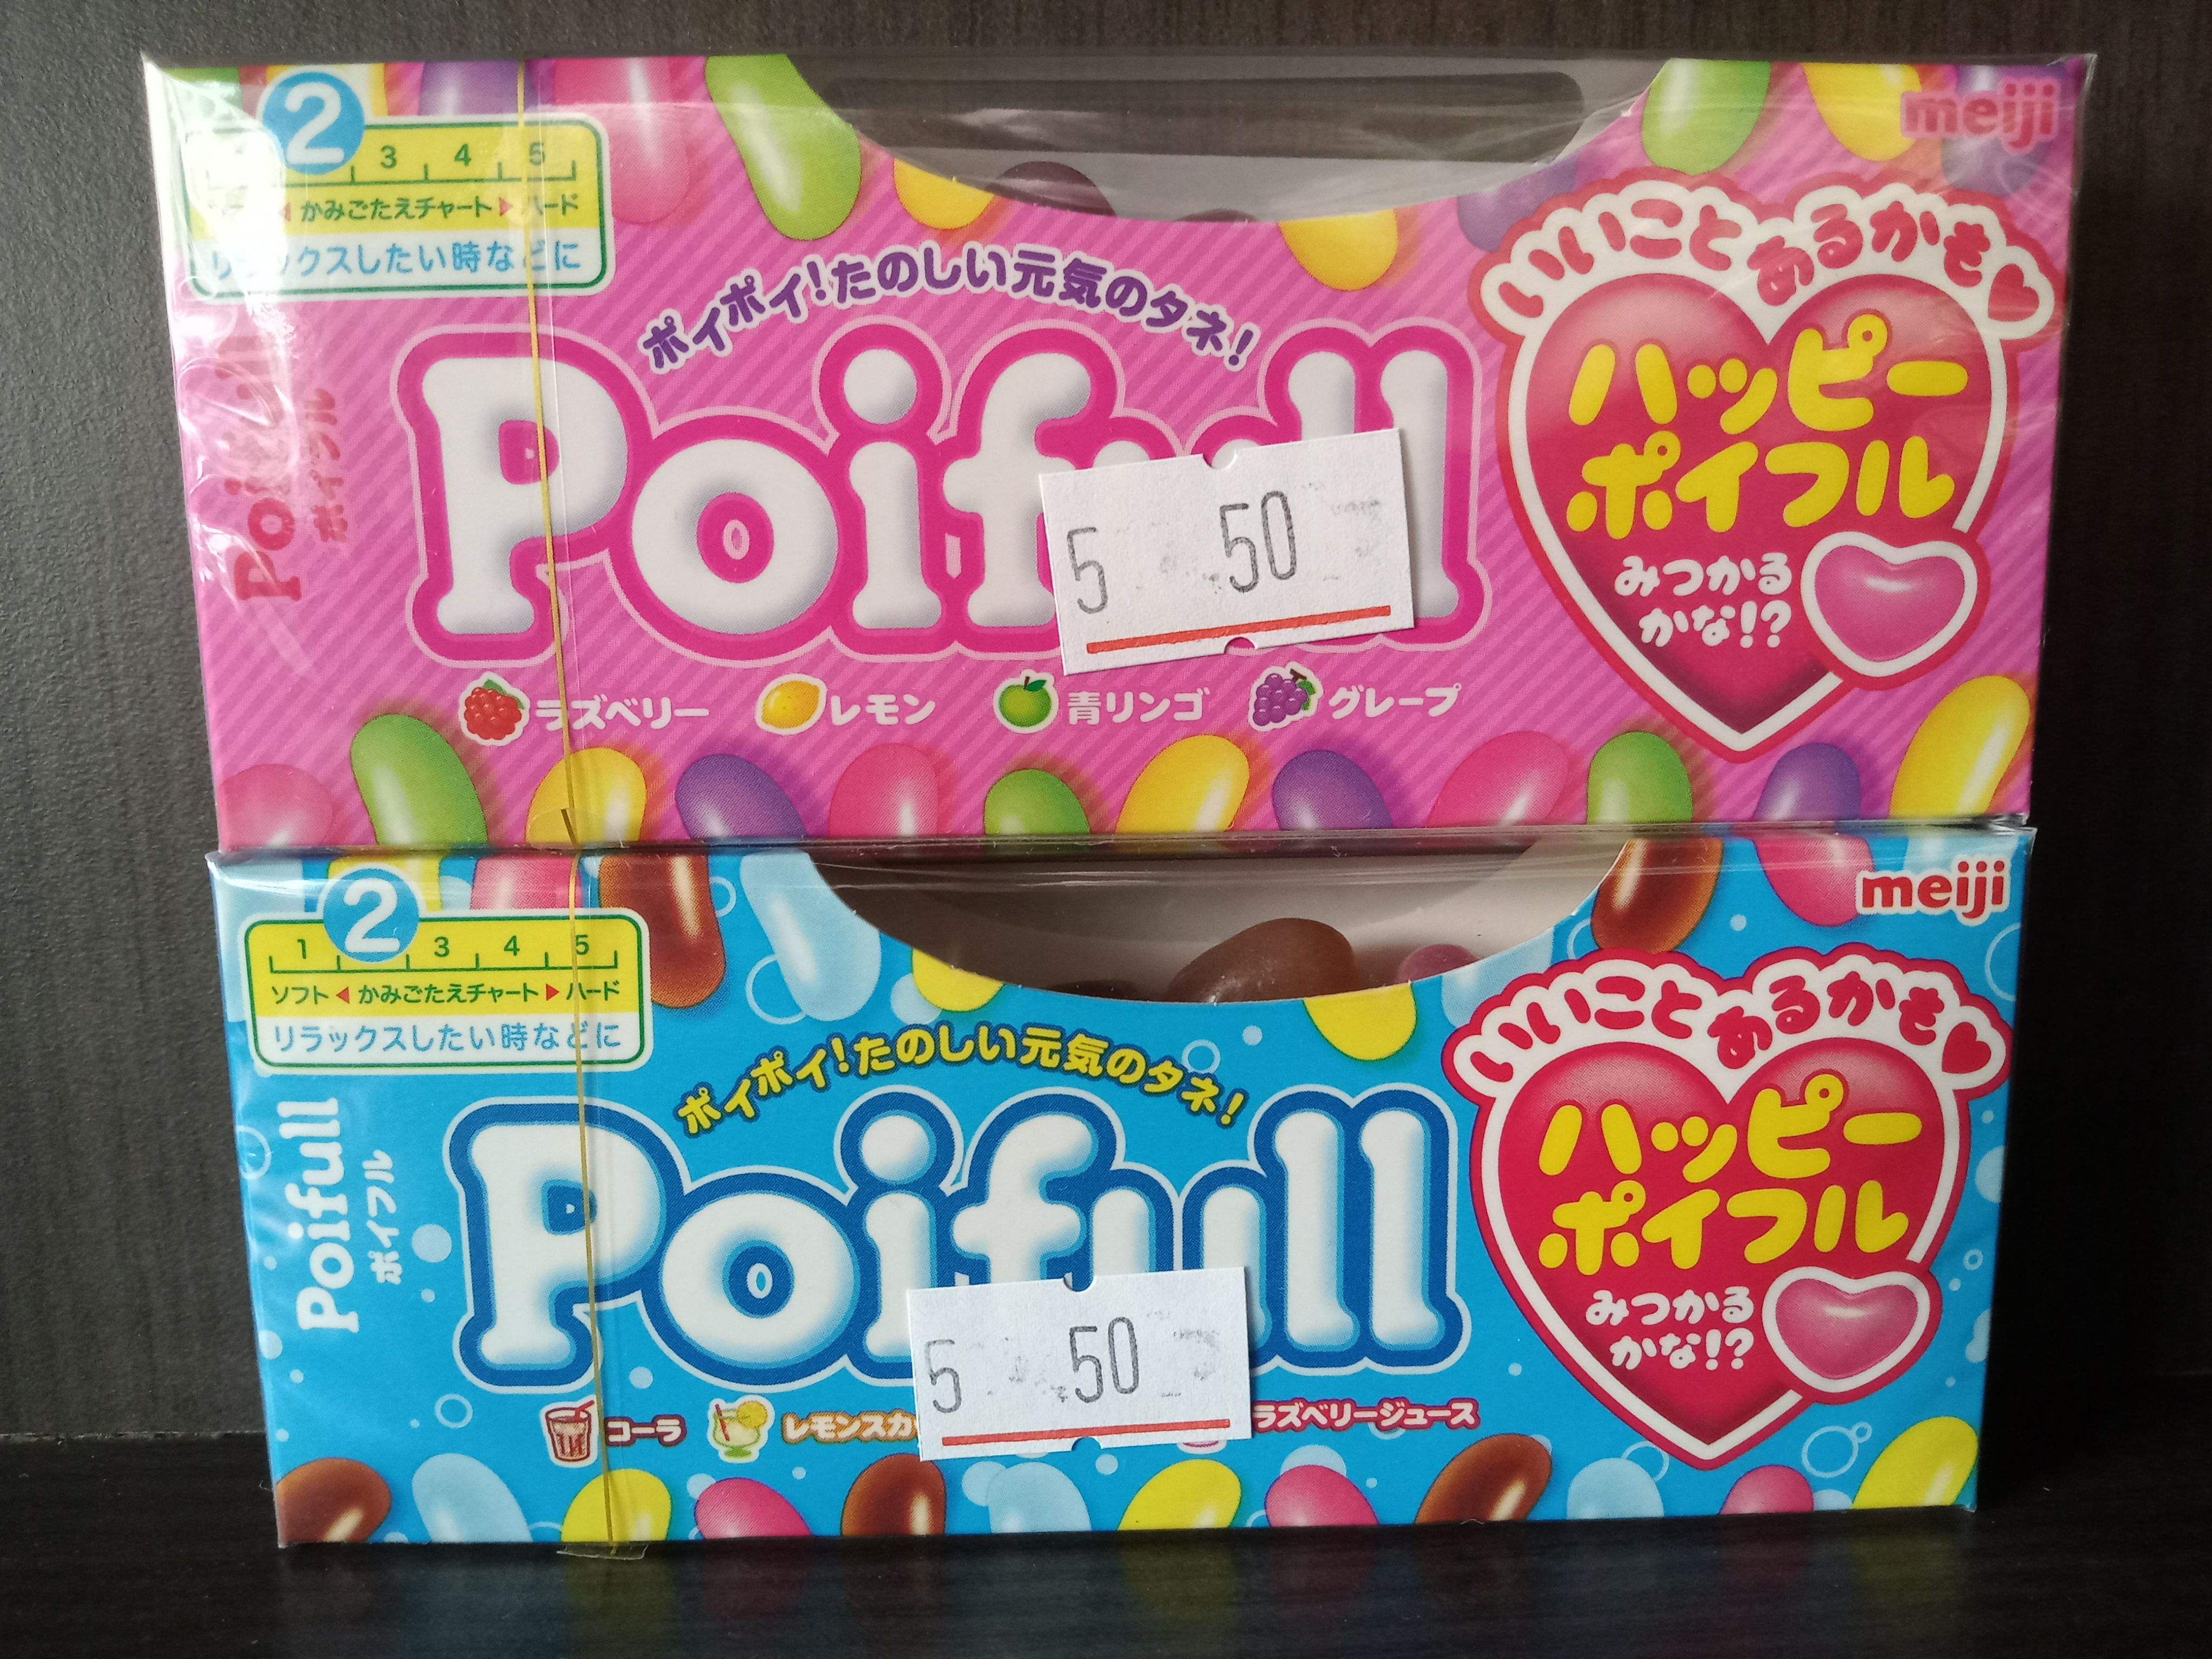 2
3 4 5
かみごたえチャート ハード
リラックスしたい時などに
meiji
いいことあるかも
ポイポイ!たのしい元気のタネ!
Poifull
ポイフル
ハッピー
ポイフル
みつかる
かな!?
5 50
ラズベリー レモン 青リンゴ グレープ
2
1 3 4 5
ソフト かみごたえチャート ハード
リラックスしたい時などに
meiji
いいことあるかも
ポイポイ!たのしい元気のタネ!
Poifull
Poifull
ポイフル
ハッピー
ポイフル
みつかる
かな!?
5 .50
コーラ レモンスカ ラズベリージュース